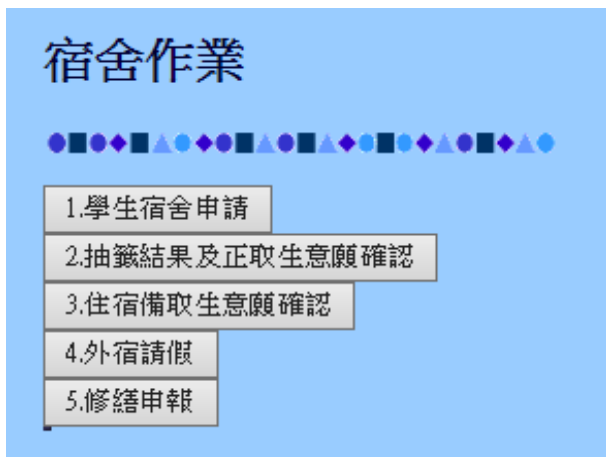 宿舍作業
1.學生宿舍申請
2.抽籤結果及正取生意願確認
3.住宿備取生意願確認
4.外宿請假
5.修繕申報